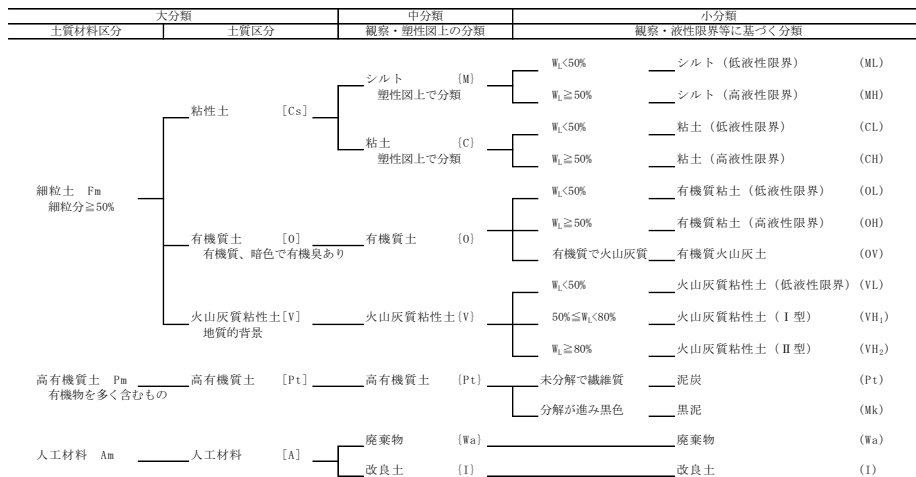 大分類 中分類 小分類
土質材料区分 土質区分 観察・塑性図上の分類 観察・液性限界等に基づく分類
WL<50% シルト（低液性限界） (ML)
シルト {M}
塑性図上で分類
WL≧50% シルト（高液性限界） (MH)
粘性土 [Cs]
WL<50% 粘土（低液性限界） (CL)
粘土 {C}
塑性図上で分類
WL≧50% 粘土（高液性限界） (CH)
細粒土 Fm
細粒分≧50%
WL<50% 有機質粘土（低液性限界） (OL)
WL≧50% 有機質粘土（高液性限界） (OH)
有機質土 [O] 有機質土 {O}
有機質、暗色で有機臭あり
有機質で火山灰質 有機質火山灰土 (OV)
WL<50% 火山灰質粘性土（低液性限界） (VL)
火山灰質粘性土[V] 火山灰質粘性土{V} 50%≦WL<80% 火山灰質粘性土（Ⅰ型） (VH1)
地質的背景
WL≧80% 火山灰質粘性土（Ⅱ型） (VH2)
高有機質土 Pm 高有機質土 [Pt] 高有機質土 {Pt} 未分解で繊維質 泥炭 (Pt)
有機物を多く含むもの
分解が進み黒色 黒泥 (Mk)
廃棄物 {Wa} 廃棄物 (Wa)
人工材料 Am 人工材料 [A]
改良土 {I} 改良土 (I)